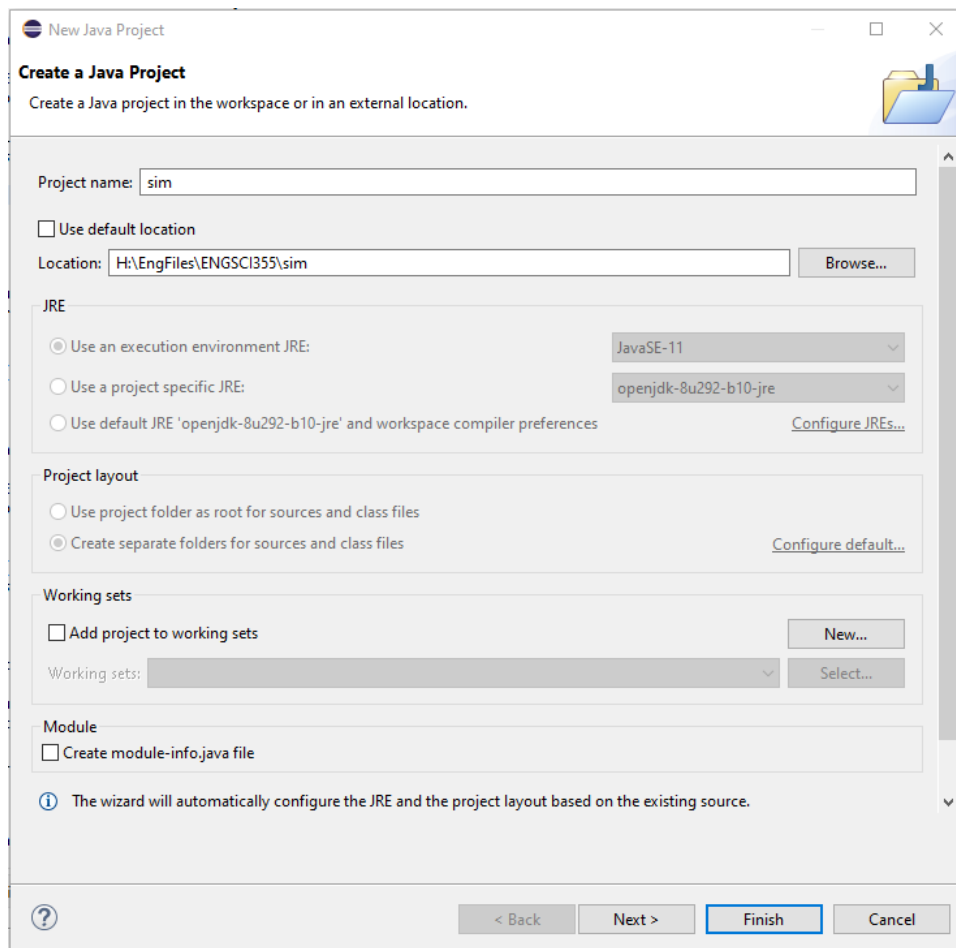 New Java Project
Create a Java Project
Create a Java project in the workspace or in an external location.
Project name: sim
Use default location
Location: H:\EngFiles\ENGSCI355\sim Browse...
JRE
Use an execution environment JRE: JavaSE-11
Use a project specific JRE: openjdk-8u292-b10-jre
Use default JRE 'openjdk-8u292-b10-jre' and workspace compiler preferences Configure JREs...
Project layout
Use project folder as root for sources and class files
Create separate folders for sources and class files Configure default...
Working sets
Add project to working sets New...
Working sets: Select...
Module
Create module-info.java file
The wizard will automatically configure the JRE and the project layout based on the existing source.
? < Back Next > Finish Cancel